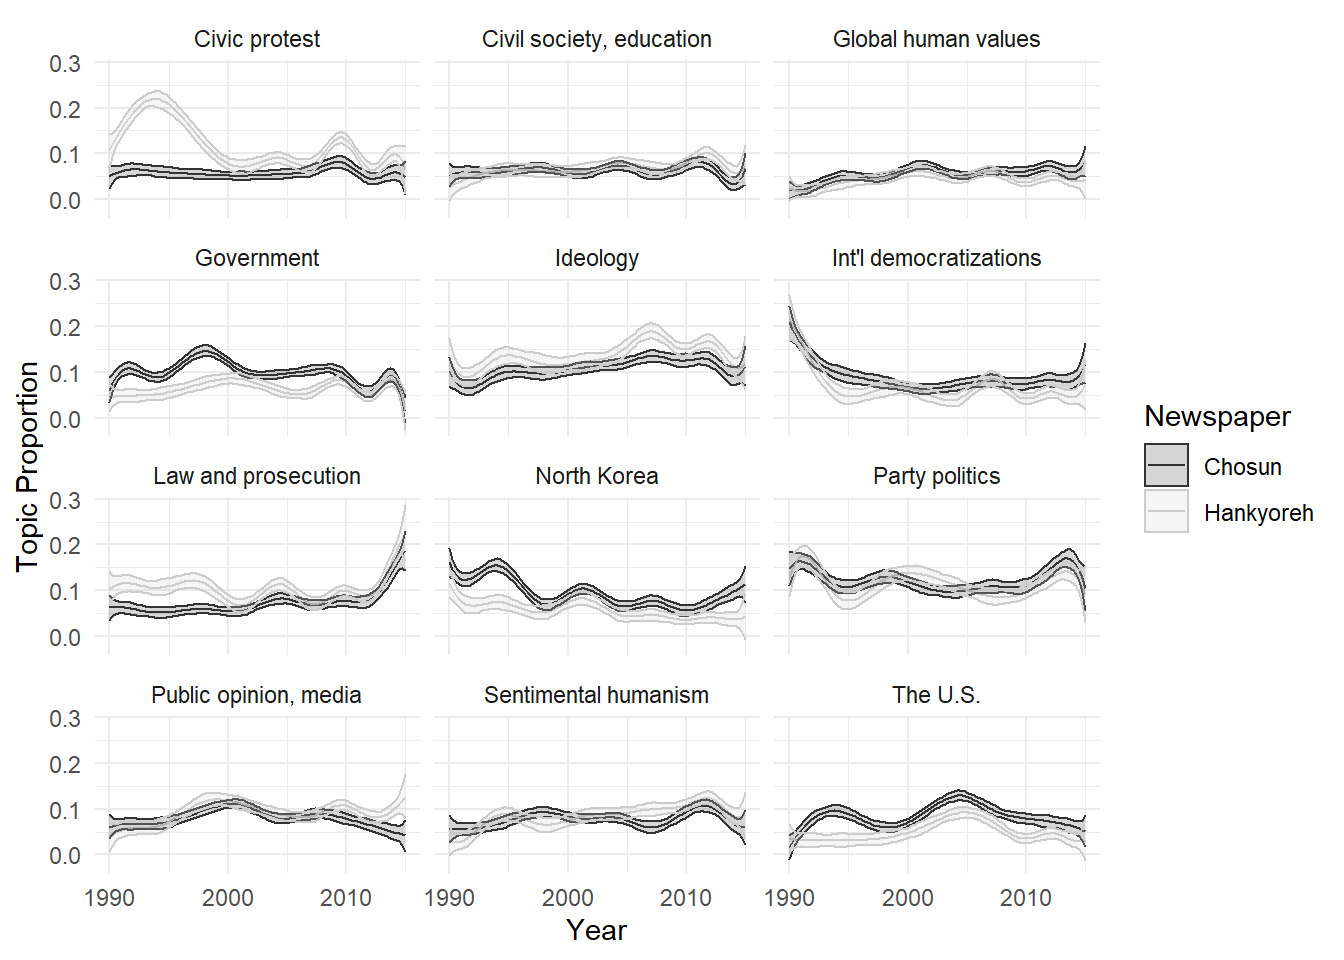 Civic protest
Civil society, education
Global human values
0.3
0.2
0.1
0.0
Government
Ideology
Int'l democratizations
0.3
0.2
0.1
0.0
Topic Proportion
Law and prosecution
North Korea
Party politics
0.3
0.2
0.1
0.0
Public opinion, media
Sentimental humanism
The U.S.
0.3
0.2
0.1
0.0
1990 2000 2010 1990 2000 2010 1990 2000 2010
Year
Newspaper
Chosun
Hankyoreh